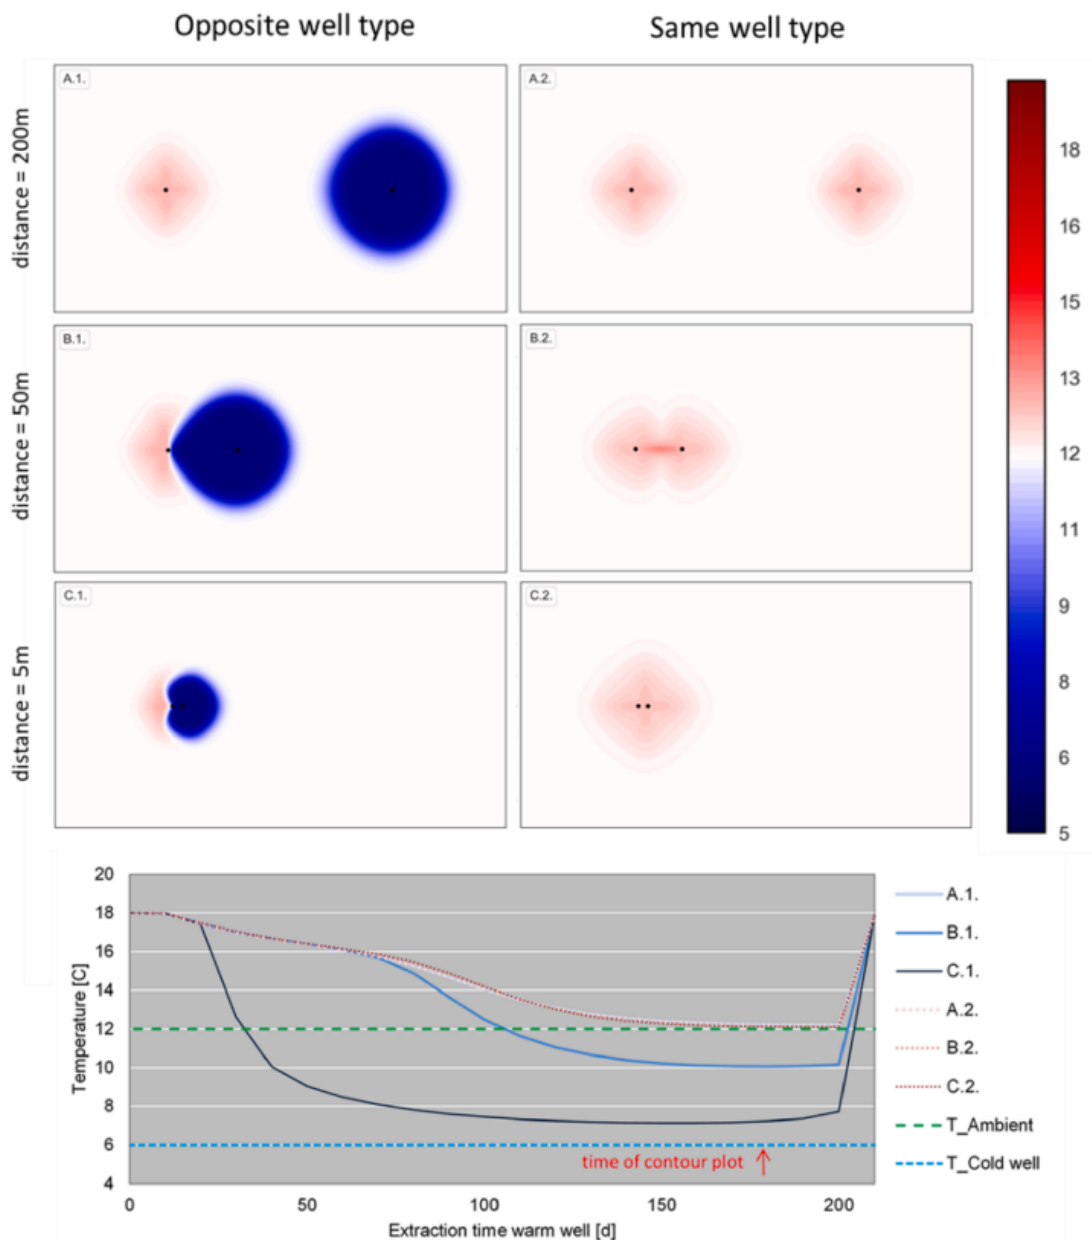 Opposite well type
Same well type
distance = 200m
A.1.
A.2.
distance = 50m
B.1.
B.2.
distance = 5m
C.1.
C.2.
18
16
15
13
12
11
9
8
6
5
Temperature [C]
20
18
16
14
12
10
8
6
4
0
50
100
150
200
Extraction time warm well [d]
time of contour plot
A.1.
B.1.
C.1.
A.2.
B.2.
C.2.
T_Ambient
T_Cold well